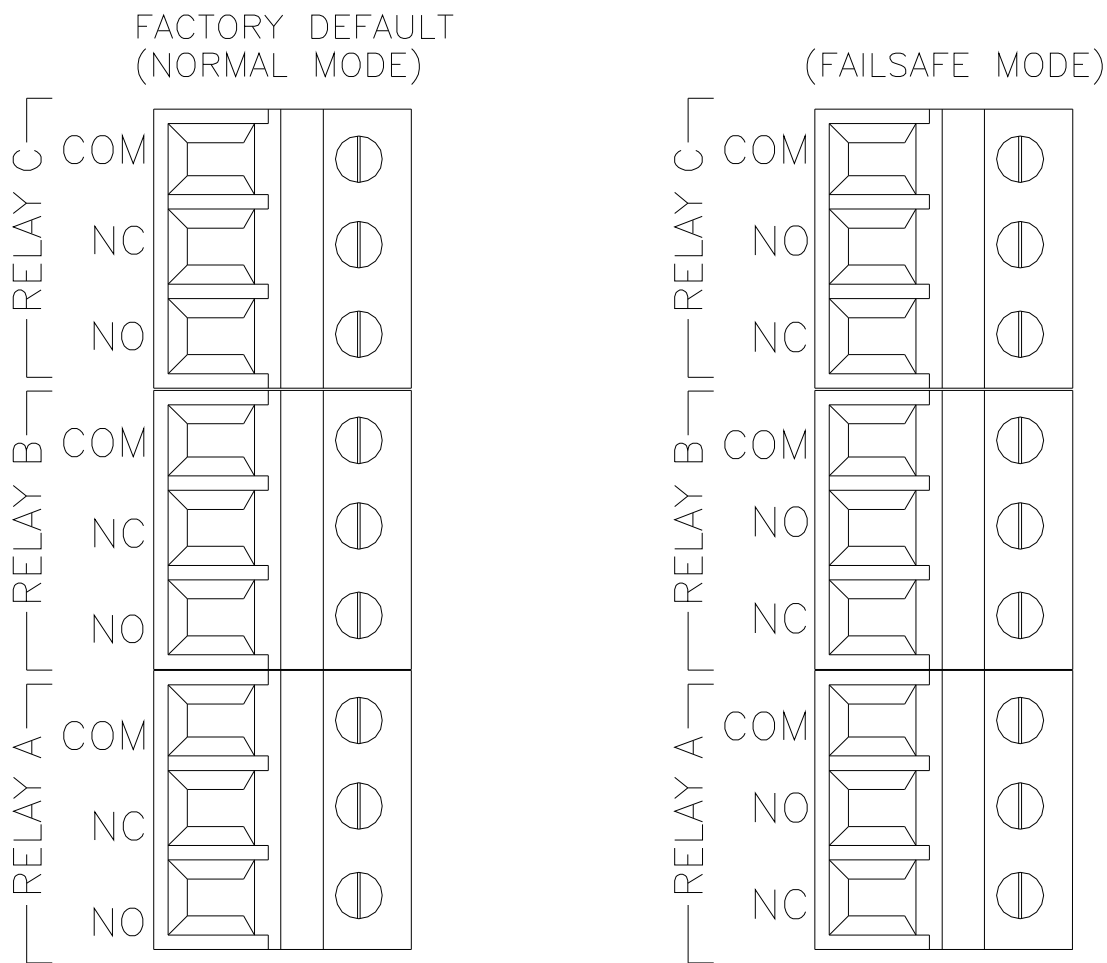 FACTORY DEFAULT
(NORMAL MODE)
RELAY C
COM
NC
NO
RELAY B
COM
NC
NO
RELAY A
COM
NC
NO
(FAILSAFE MODE)
RELAY C
COM
NO
NC
RELAY B
COM
NO
NC
RELAY A
COM
NO
NC